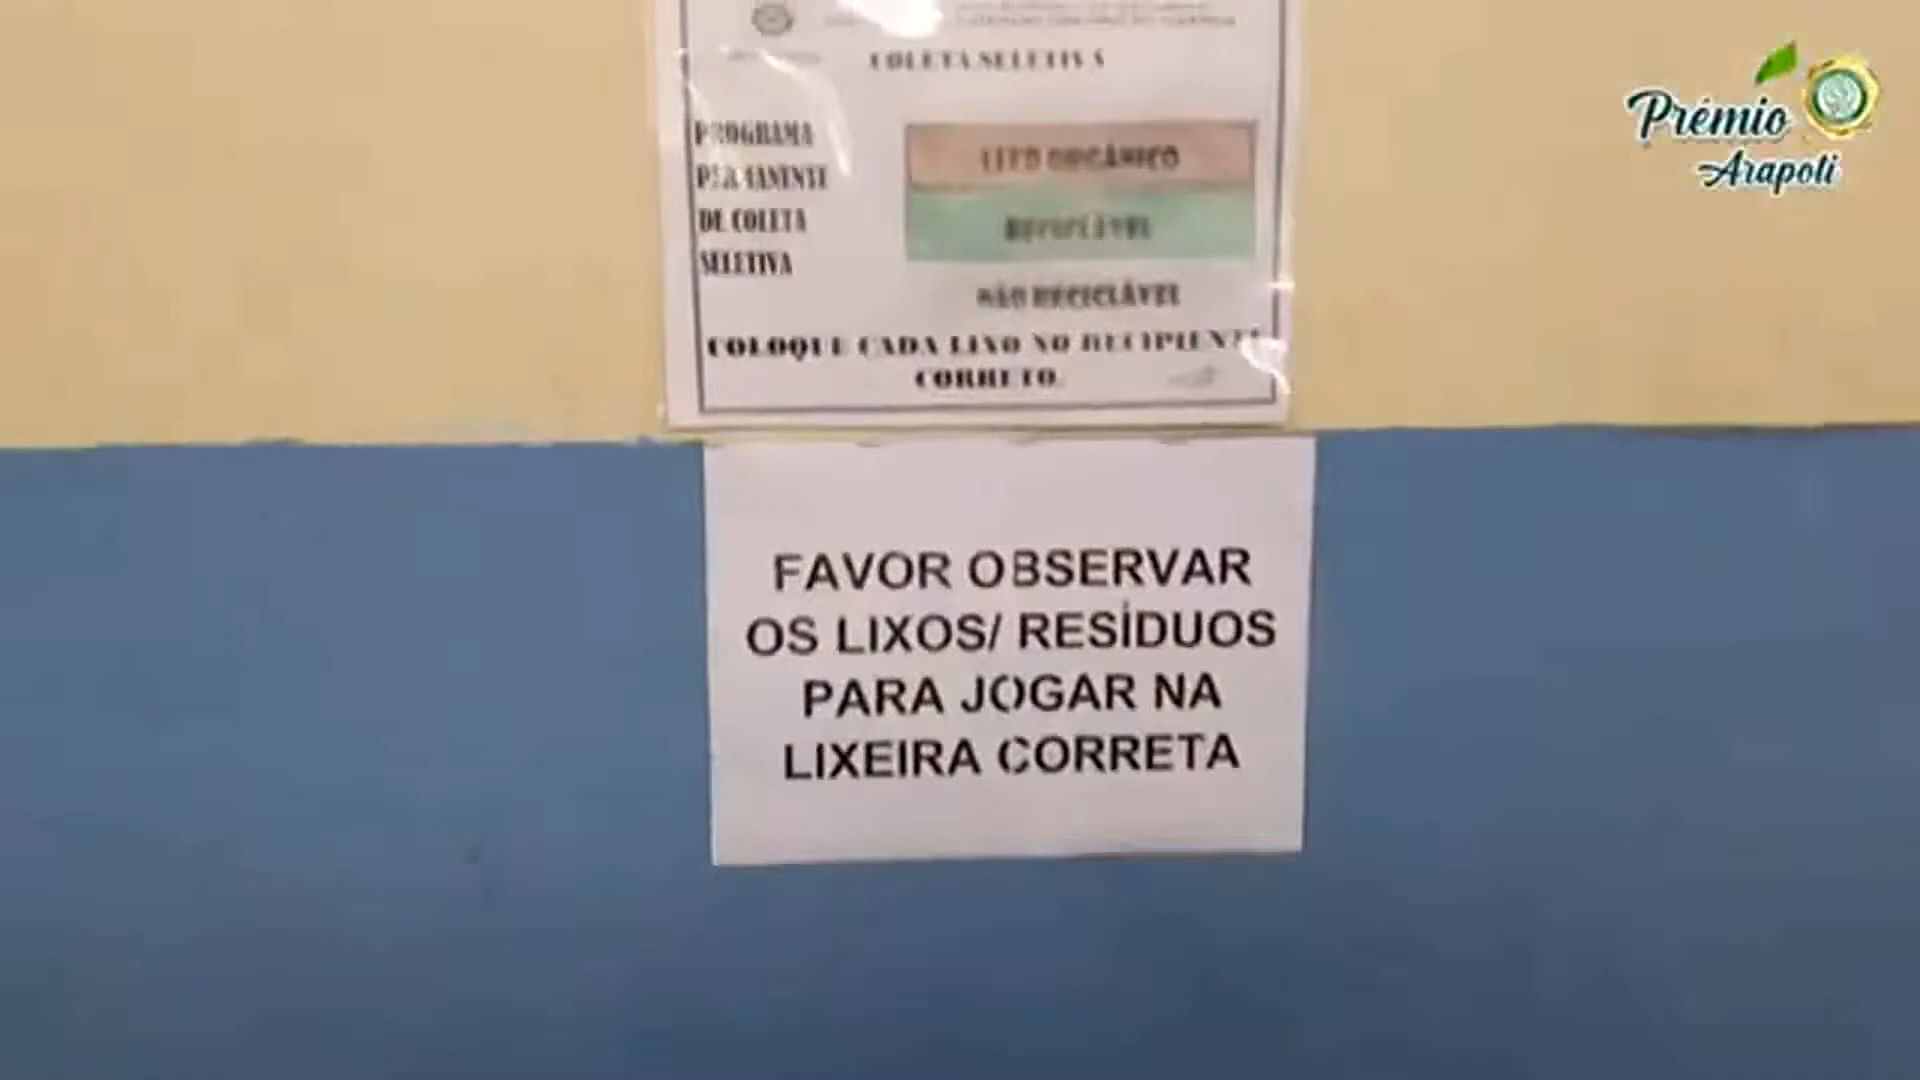 COLETA SELETIVA
PROGRAMA
PERMANENTE
DE COLETA
SELETIVA
LIXO ORGÂNICO
RECICLÁVEL
NÃO RECICLÁVEL
COLOQUE CADA LIXO NO RECIPIENTE
CORRETO.
FAVOR OBSERVAR
OS LIXOS/ RESÍDUOS
PARA JOGAR NA
LIXEIRA CORRETA
Prémio
Arapoti